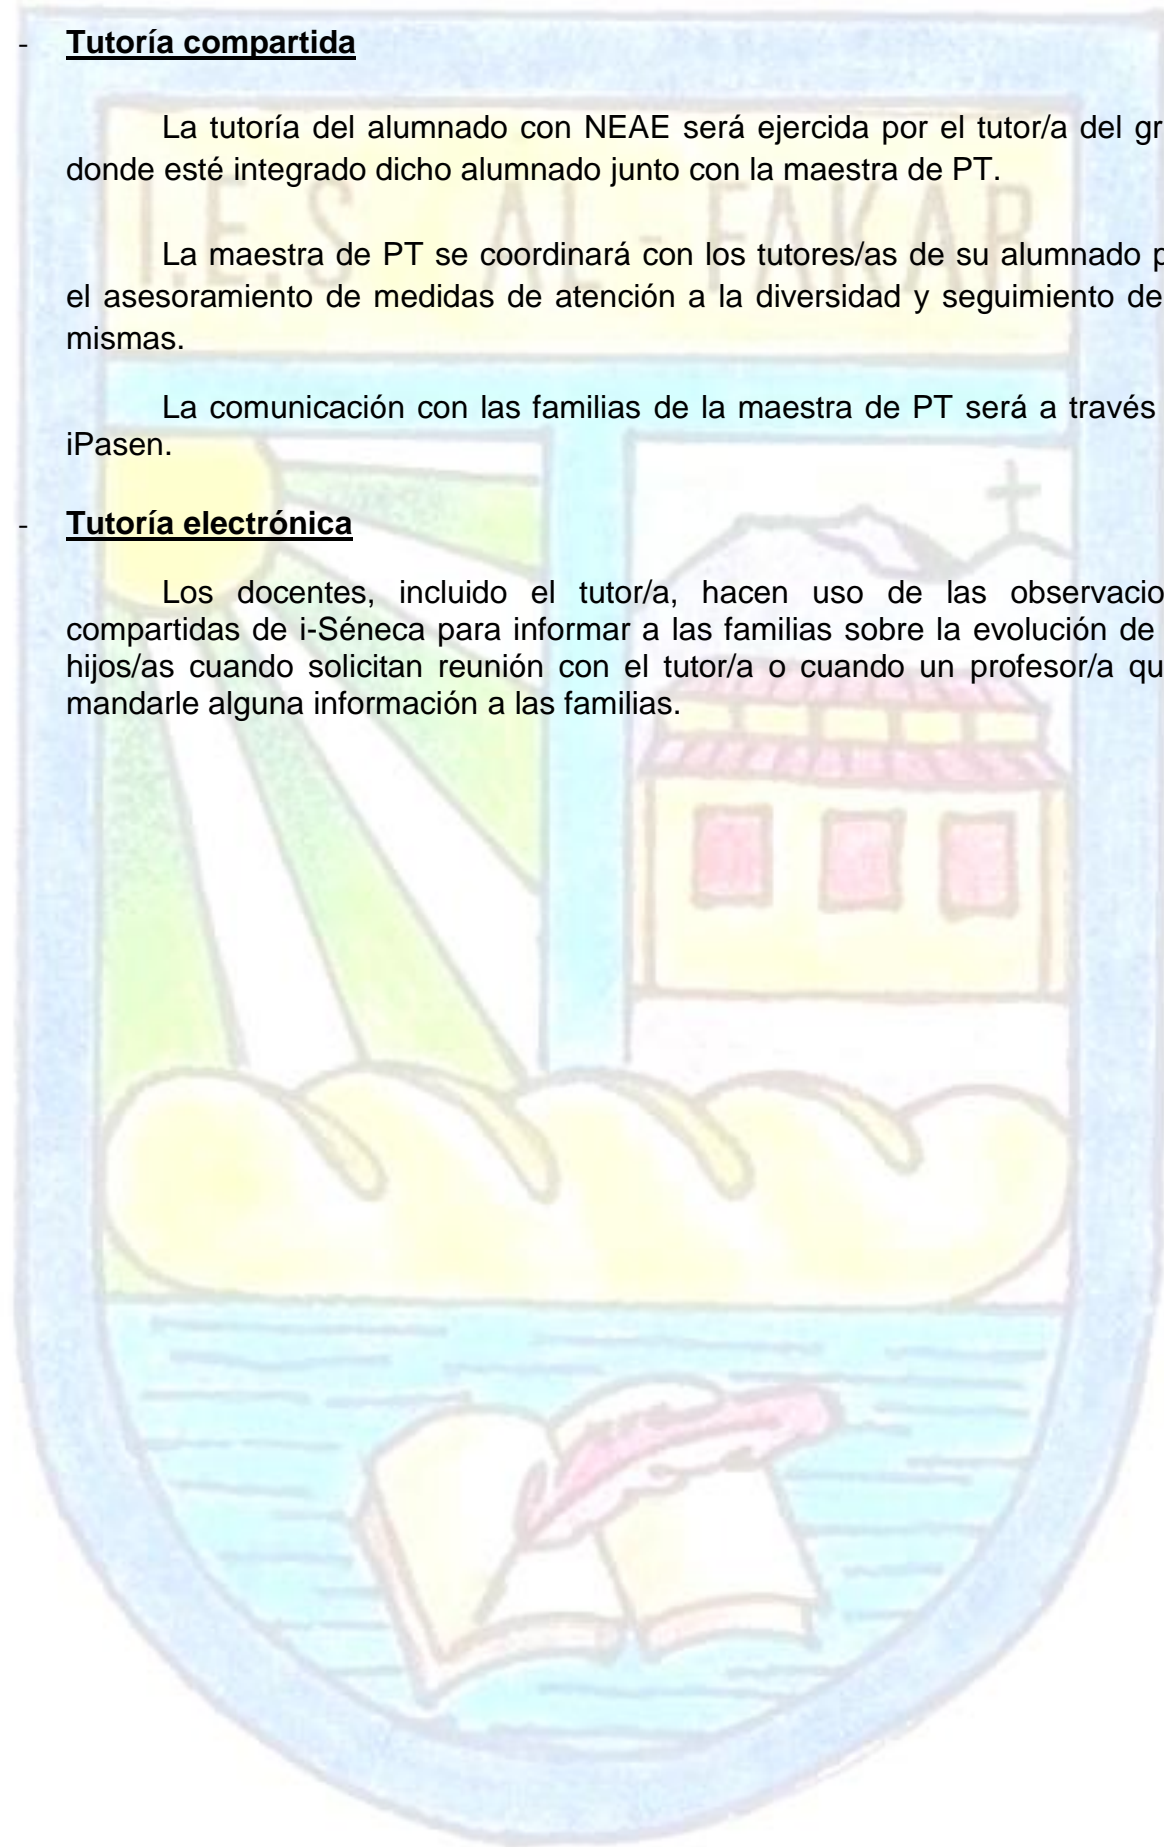 - Tutoría compartida
La tutoría del alumnado con NEAE será ejercida por el tutor/a del gr
donde esté integrado dicho alumnado junto con la maestra de PT.
I.E.S AL-FAKAR
La maestra de PT se coordinará con los tutores/as de su alumnado p
el asesoramiento de medidas de atención a la diversidad y seguimiento de
mismas.
La comunicación con las familias de la maestra de PT será a través
iPasen.
- Tutoría electrónica
Los docentes, incluido el tutor/a, hacen uso de las observacio
compartidas de i-Séneca para informar a las familias sobre la evolución de
hijos/as cuando solicitan reunión con el tutor/a o cuando un profesor/a qu
mandarle alguna información a las familias.